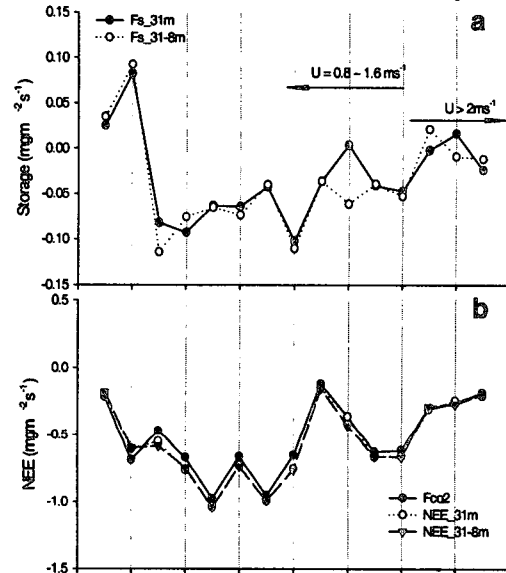 a
Fs_31m
Fs_31-8m
U = 0.8 ~ 1.6 ms⁻¹
U > 2ms⁻¹
Storage (mgm⁻²s⁻¹)
0.15
0.10
0.05
0.00
-0.05
-0.10
-0.15
b
NEE (mgm⁻²s⁻¹)
0.5
0.0
-0.5
-1.0
-1.5
Fco2
NEE_31m
NEE_31-8m